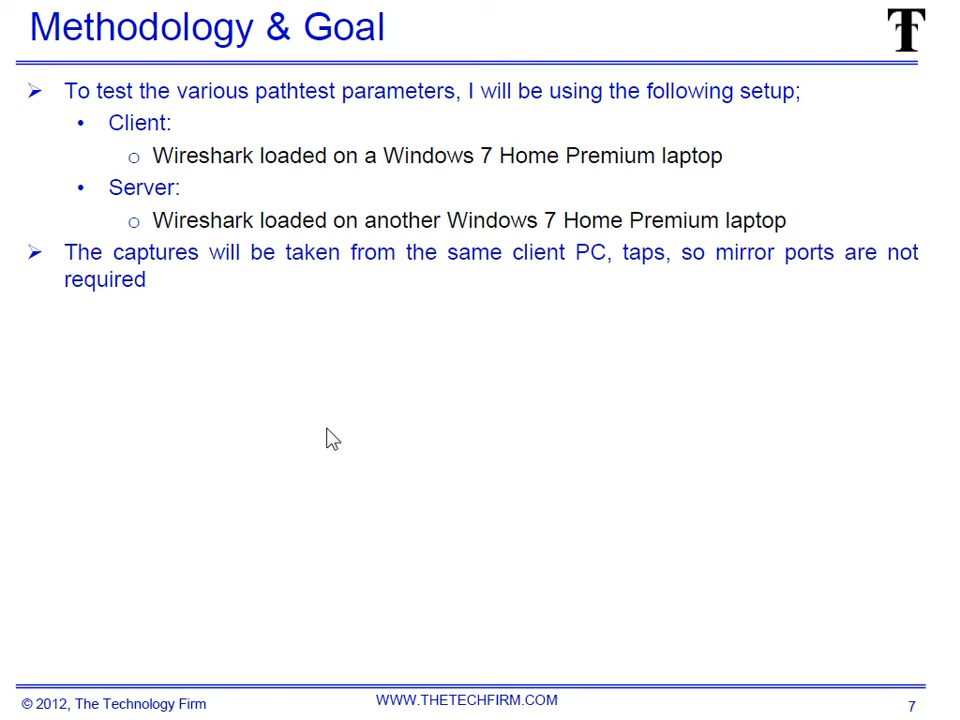 Methodology & Goal
To test the various pathtest parameters, I will be using the following setup;
Client:
Wireshark loaded on a Windows 7 Home Premium laptop
Server:
Wireshark loaded on another Windows 7 Home Premium laptop
The captures will be taken from the same client PC, taps, so mirror ports are not
required
© 2012, The Technology Firm
WWW.THETECHFIRM.COM
7